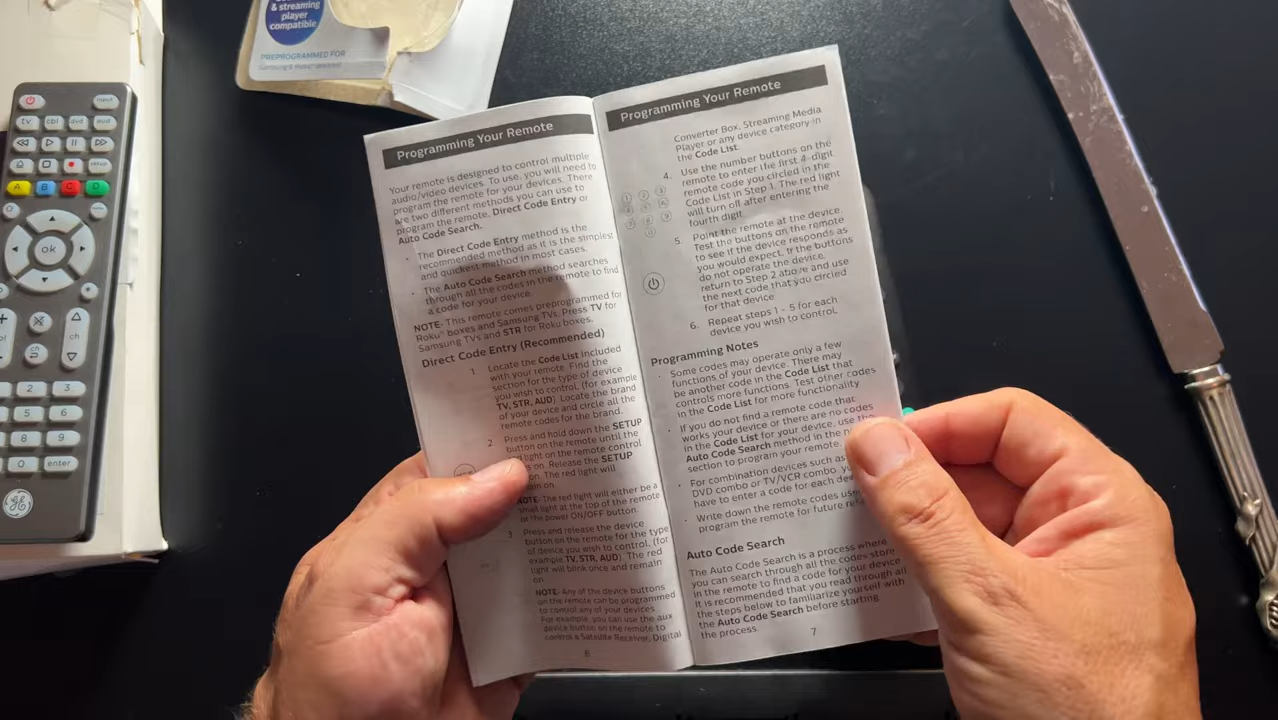 & streaming
player
compatible
PREPROGRAMMED FOR
Samsung & Roku devices
input
tv cbl dvd aud
setup
A B C D
ok
ch
2 3
5 6
8 9
0 enter
GE
Programming Your Remote
Your remote is designed to control multiple
audio/video devices. To use, you will need to
program the remote for your devices. There
are two different methods you can use to
program the remote, Direct Code Entry or
Auto Code Search.
· The Direct Code Entry method is the
recommended method as it is the simplest
and quickest method in most cases.
· The Auto Code Search method searches
through all the codes in the remote to find
a code for your device.
NOTE- This remote comes preprogrammed for
Roku boxes and Samsung TVs. Press TV for
Samsung TVs and STR for Roku boxes.
Direct Code Entry (Recommended)
1 Locate the Code List included
with your remote. Find the
section for the type of device
you wish to control, (for example
TV, STR, AUD). Locate the brand
of your device and circle all the
remote codes for the brand.
2 Press and hold down the SETUP
button on the remote until the
light on the remote control
on. Release the SETUP
on. The red light will
on.
NOTE- The red light will either be a
small light at the top of the remote
or the power ON/OFF button.
3 Press and release the device
button on the remote for the type
of device you wish to control, (for
example TV, STR, AUD). The red
light will blink once and remain
on.
NOTE- Any of the device buttons
on the remote can be programmed
to control any of your devices.
For example, you can use the aux
device button on the remote to
control a Satellite Receiver, Digital
6
Programming Your Remote
Converter Box, Streaming Media
Player or any device category in
the Code List.
4. Use the number buttons on the
remote to enter the first 4-digit
remote code you circled in the
Code List in Step 1. The red light
will turn off after entering the
fourth digit.
5. Point the remote at the device.
Test the buttons on the remote
to see if the device responds as
you would expect. If the buttons
do not operate the device,
return to Step 2 above and use
the next code that you circled
for that device
6. Repeat steps 1 - 5 for each
device you wish to control.
Programming Notes
· Some codes may operate only a few
functions of your device. There may
be another code in the Code List that
controls more functions. Test other codes
in the Code List for more functionality
· If you do not find a remote code that
works your device or there are no codes
in the Code List for your device, use the
Auto Code Search method in the
section to program your remote.
· For combination devices such as
DVD combo or TV/VCR combo,
have to enter a code for each
· Write down the remote codes
program the remote for future
Auto Code Search
The Auto Code Search is a process where
you can search through all the codes
in the remote to find a code for your device
It is recommended that you read through all
the steps below to familiarize yourself with
the Auto Code Search before starting
the process.
7